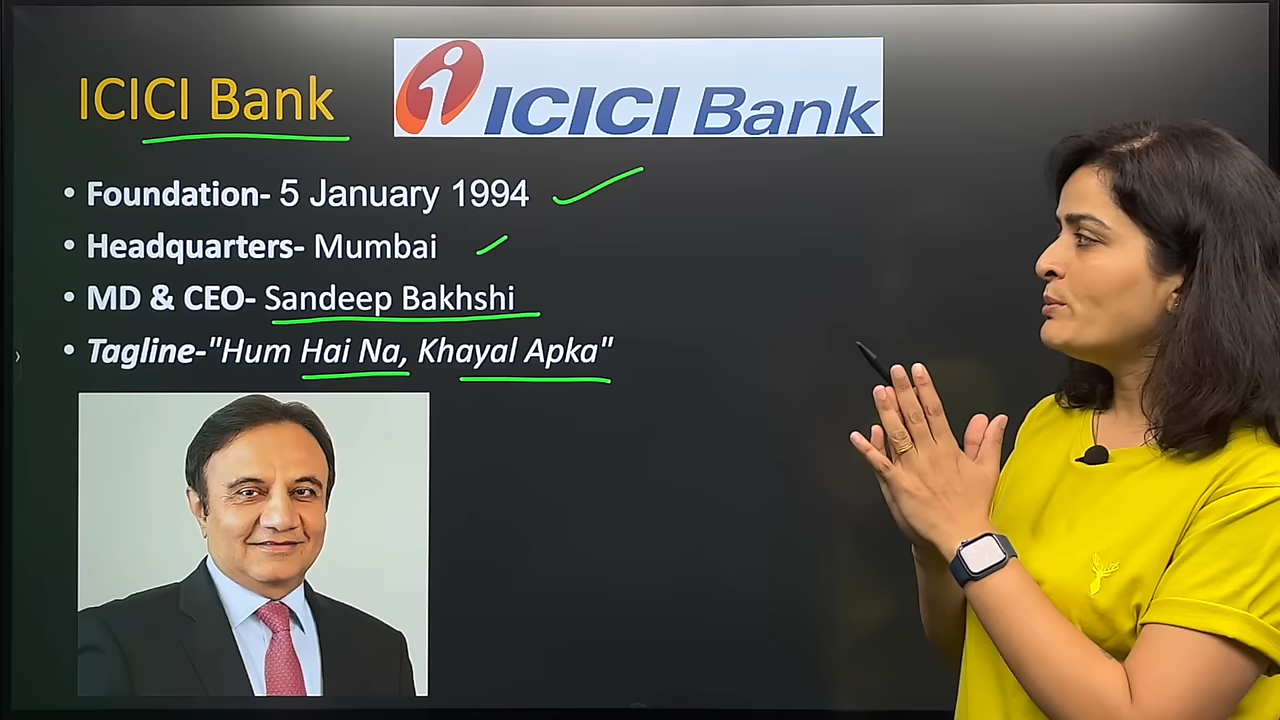 ICICI Bank
i ICICI Bank
• Foundation- 5 January 1994
• Headquarters- Mumbai
• MD & CEO- Sandeep Bakhshi
• Tagline-"Hum Hai Na, Khayal Apka"